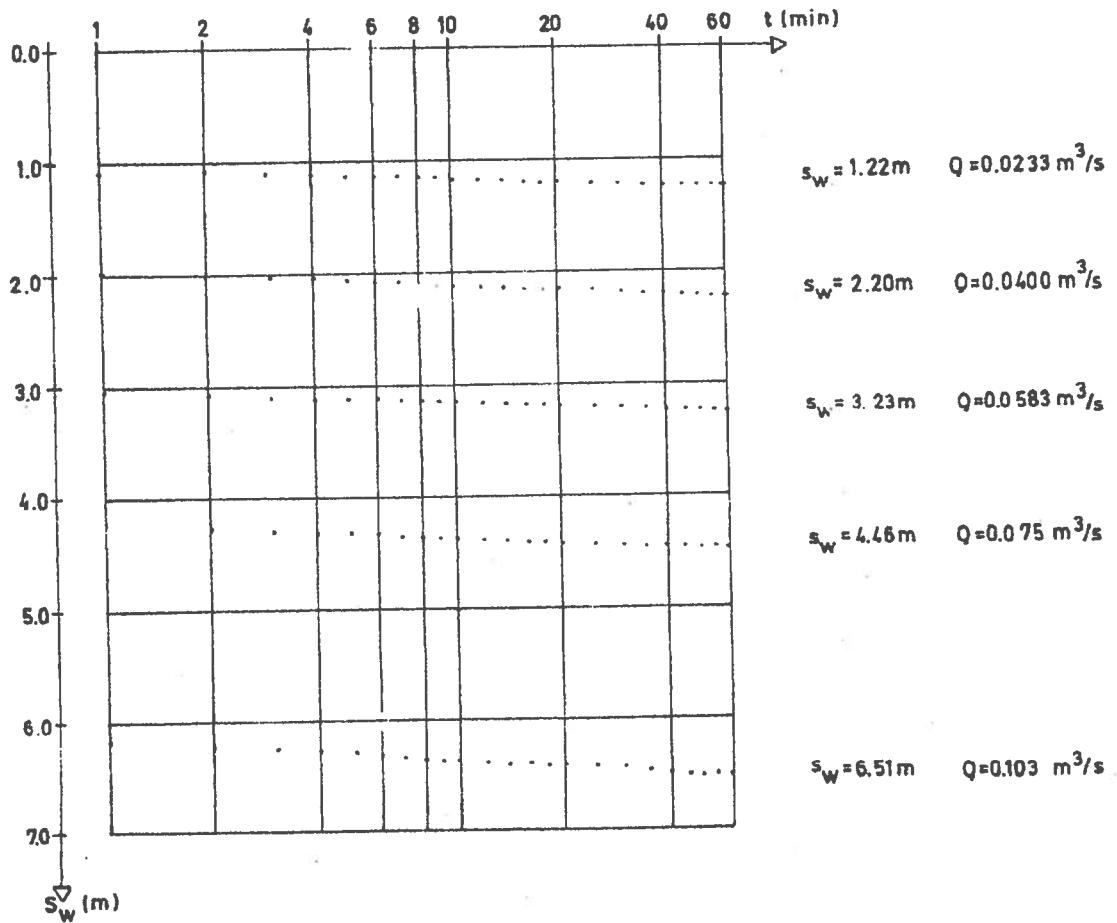 1 2 4 6 8 10 20 40 60 t (min)
0.0
1.0
s_w = 1.22m Q = 0.0233 m³/s
2.0
s_w = 2.20m Q=0.0400 m³/s
3.0
s_w = 3.23m Q=0.0583 m³/s
4.0
s_w = 4.46m Q=0.075 m³/s
5.0
6.0
s_w = 6.51m Q=0.103 m³/s
7.0
S_w (m)